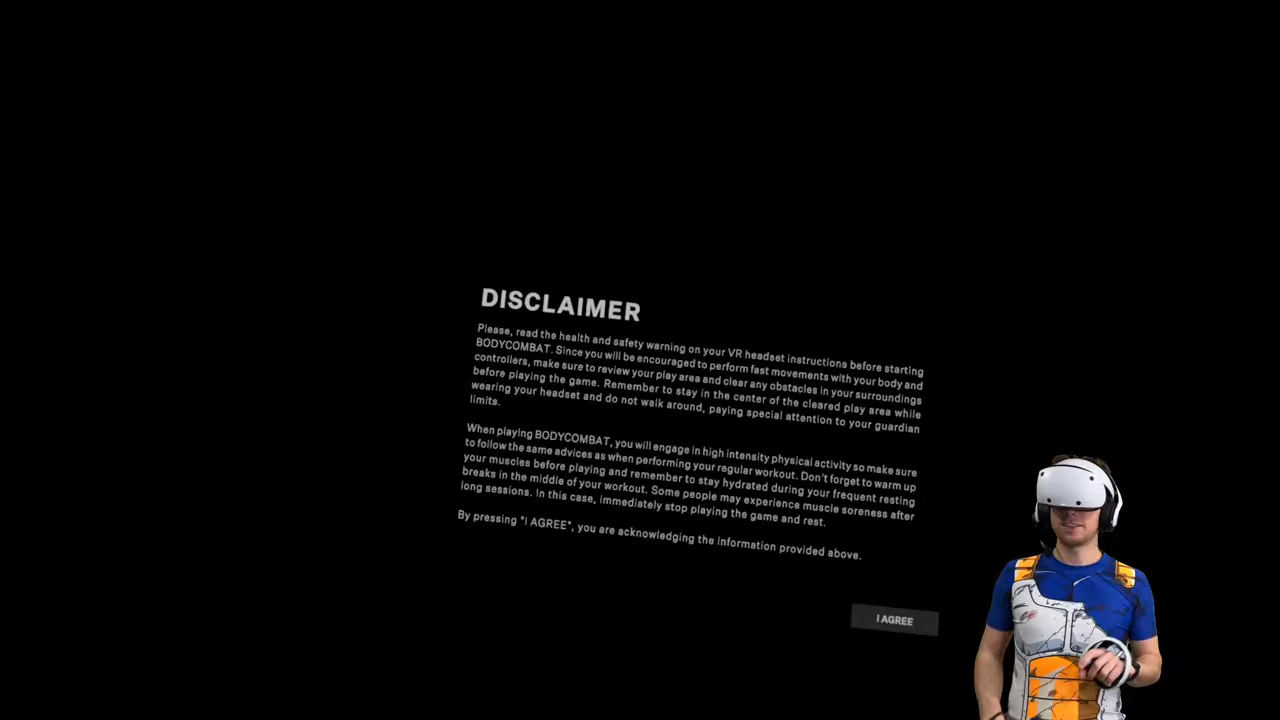 DISCLAIMER
Please, read the health and safety warning on your VR headset instructions before starting
BODYCOMBAT. Since you will be encouraged to perform fast movements with your body and
controllers, make sure to review your play area and clear any obstacles in your surroundings
before playing the game. Remember to stay in the center of the cleared play area while
wearing your headset and do not walk around, paying special attention to your guardian
limits.
When playing BODYCOMBAT, you will engage in high intensity physical activity so make sure
to follow the same advices as when performing your regular workout. Don't forget to warm up
your muscles before playing and remember to stay hydrated during your frequent resting
breaks in the middle of your workout. Some people may experience muscle soreness after
long sessions. In this case, immediately stop playing the game and rest.
By pressing "I AGREE", you are acknowledging the information provided above.
I AGREE